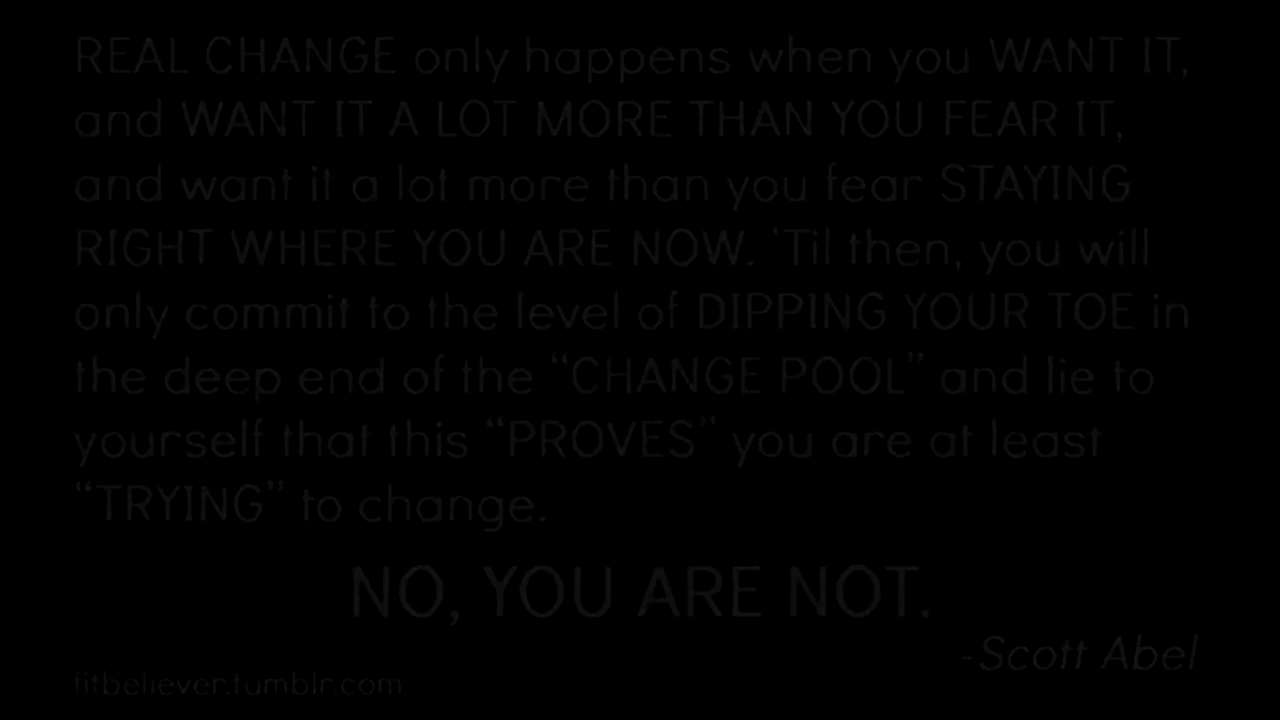 REAL CHANGE only happens when you WANT IT,
and WANT IT A LOT MORE THAN YOU FEAR IT,
and want it a lot more than you fear STAYING
RIGHT WHERE YOU ARE NOW. ‘Til then, you will
only commit to the level of DIPPING YOUR TOE in
the deep end of the “CHANGE POOL” and lie to
yourself that this “PROVES” you are at least
“TRYING” to change.
NO, YOU ARE NOT.
-Scott Abel
fitbeliever.tumblr.com